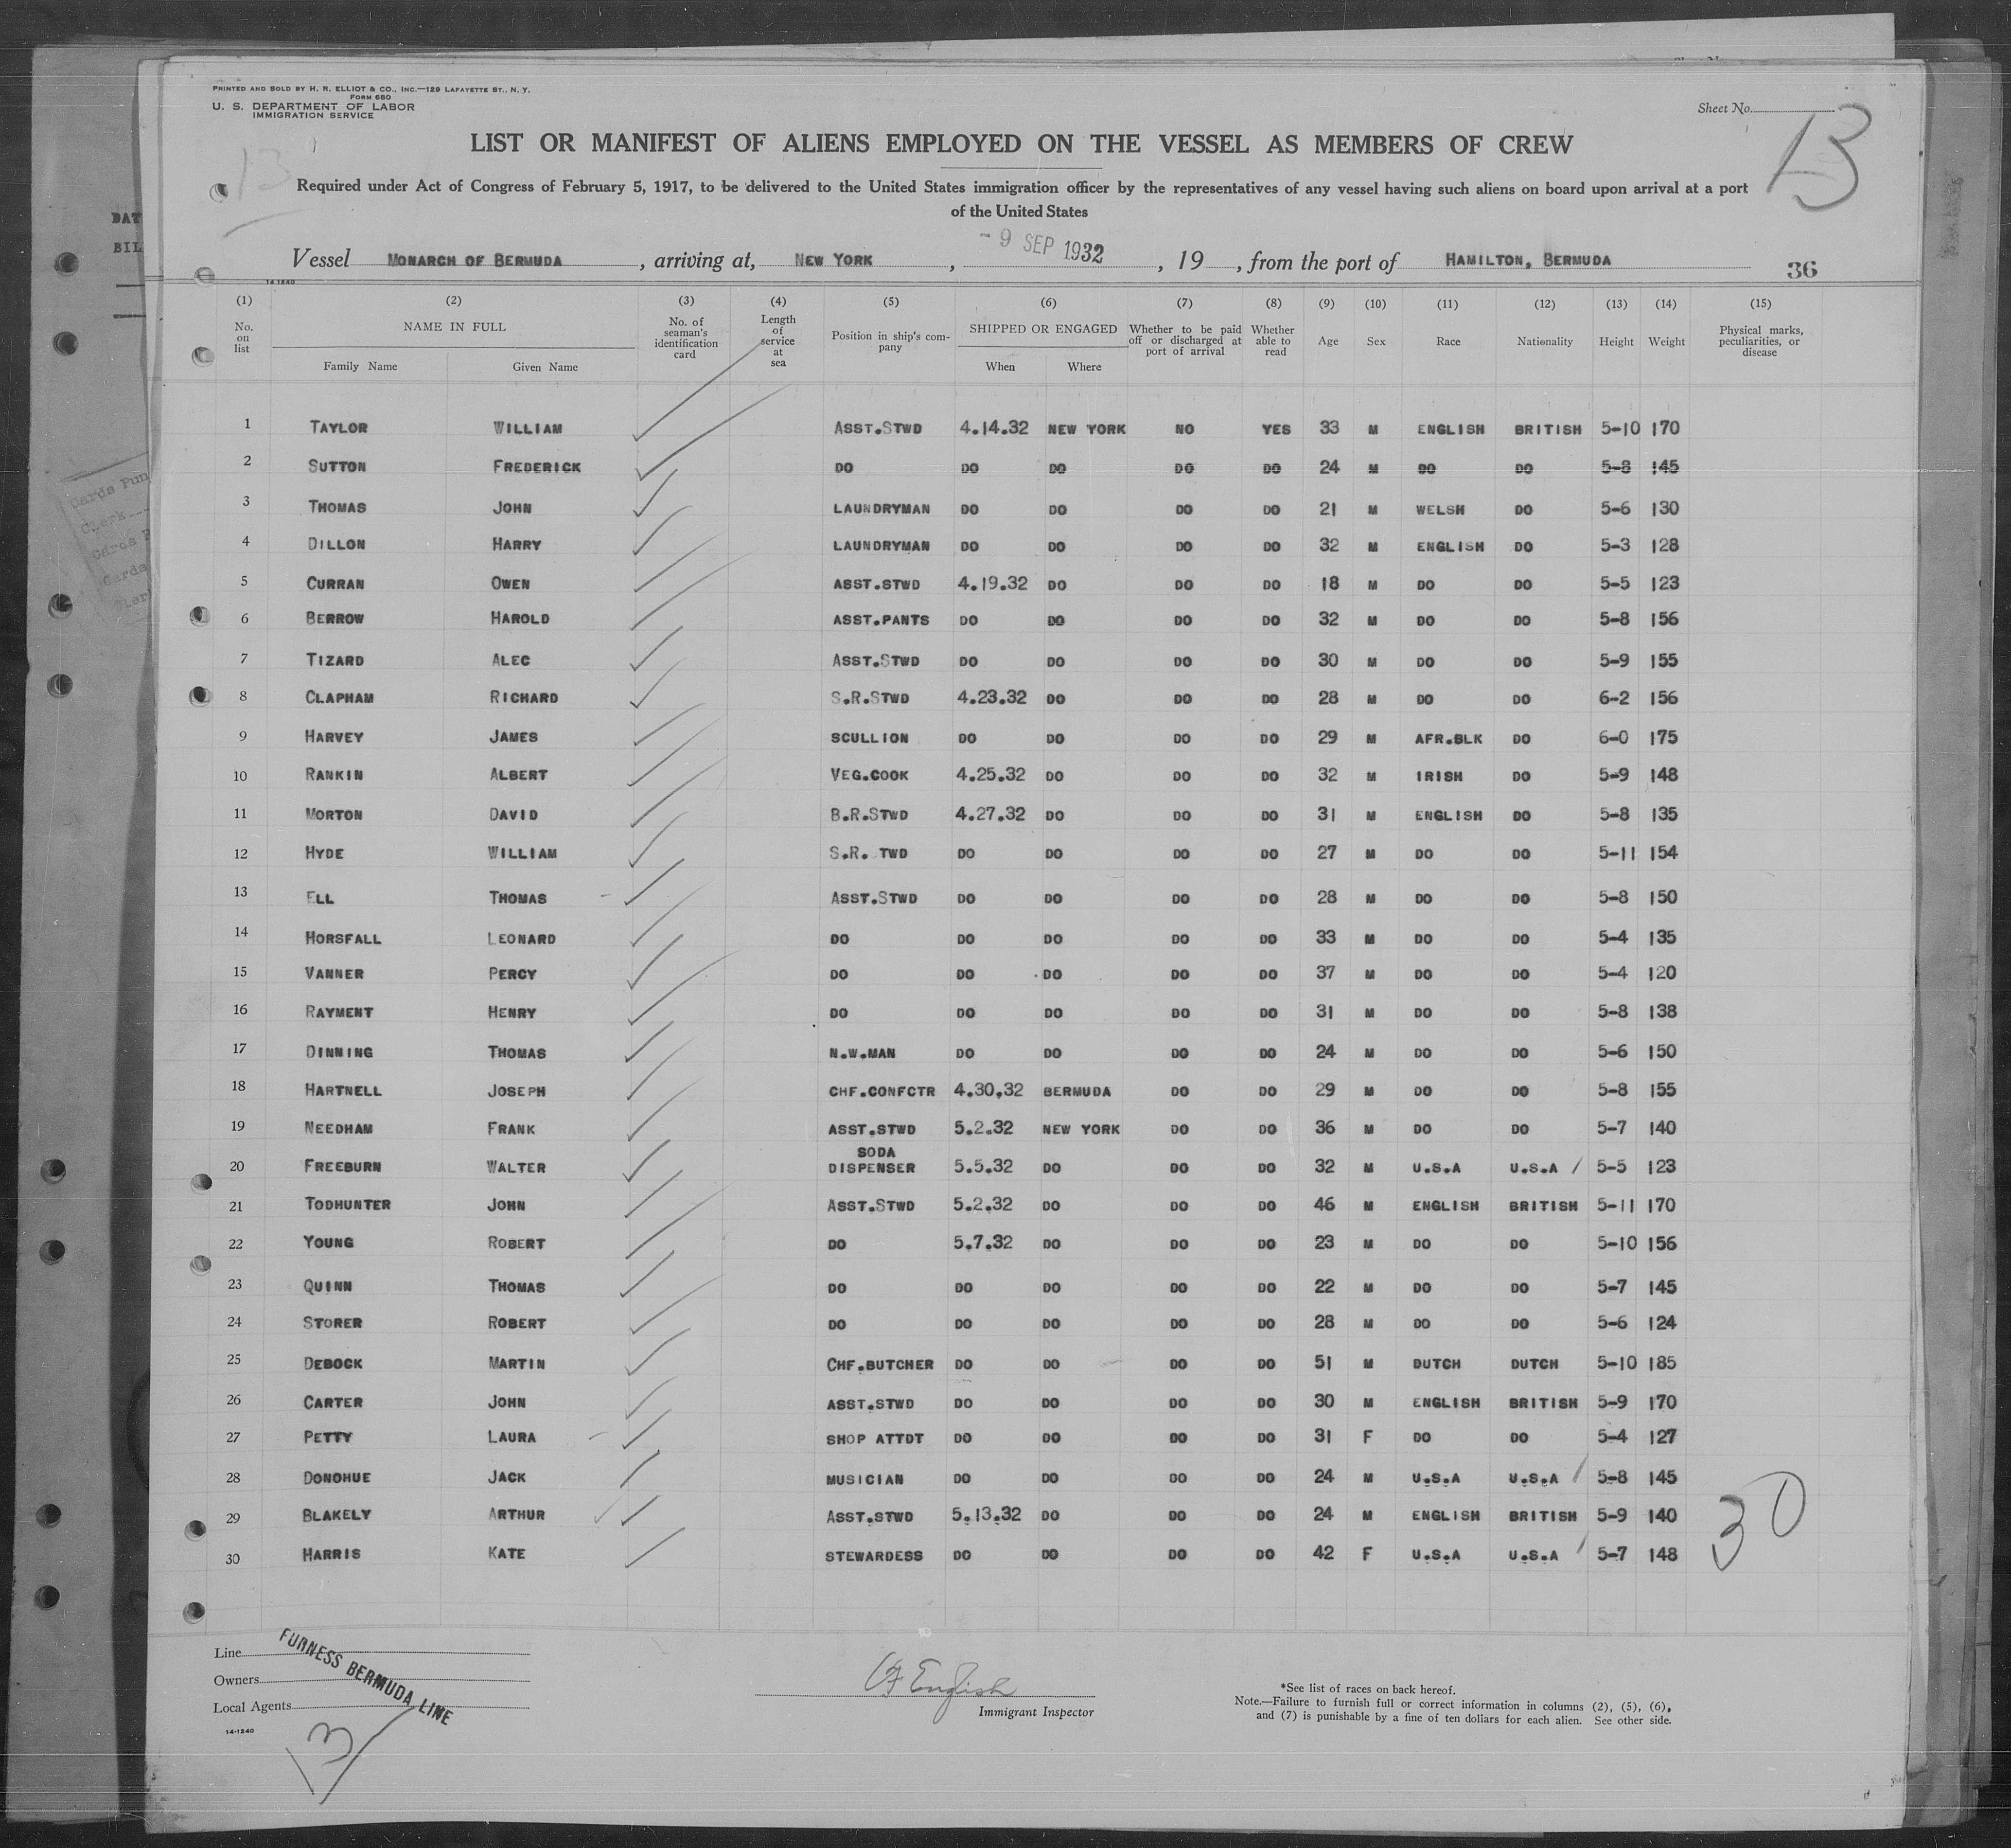 PRINTED AND SOLD BY H. R. ELLIOT & CO., INC.—129 LAFAYETTE ST., N. Y.
FORM 680
U. S. DEPARTMENT OF LABOR
IMMIGRATION SERVICE
Sheet No.
13
13
LIST OR MANIFEST OF ALIENS EMPLOYED ON THE VESSEL AS MEMBERS OF CREW
Required under Act of Congress of February 5, 1917, to be delivered to the United States immigration officer by the representatives of any vessel having such aliens on board upon arrival at a port
of the United States
DAT
BIL
Vessel MONARCH OF BERMUDA, arriving at, NEW YORK, - 9 SEP 1932, 19 , from the port of HAMILTON, BERMUDA 36
14 1240
(1) (2) (3) (4) (5) (6) (7) (8) (9) (10) (11) (12) (13) (14) (15)
No. on list NAME IN FULL Family Name Given Name No. of seaman's identification card Length of service at sea Position in ship's company SHIPPED OR ENGAGED When Where Whether to be paid off or discharged at port of arrival Whether able to read Age Sex Race Nationality Height Weight Physical marks, peculiarities, or disease
1 TAYLOR WILLIAM ASST.STWD 4.14.32 NEW YORK NO YES 33 M ENGLISH BRITISH 5-10 170
2 SUTTON FREDERICK DO DO DO DO DO 24 M DO DO 5-8 145
3 THOMAS JOHN LAUNDRYMAN DO DO DO DO 21 M WELSH DO 5-6 130
4 DILLON HARRY LAUNDRYMAN DO DO DO DO 32 M ENGLISH DO 5-3 128
5 CURRAN OWEN ASST.STWD 4.19.32 DO DO DO 18 M DO DO 5-5 123
6 BERROW HAROLD ASST.PANTS DO DO DO DO 32 M DO DO 5-8 156
7 TIZARD ALEC ASST.STWD DO DO DO DO 30 M DO DO 5-9 155
8 CLAPHAM RICHARD S.R.STWD 4.23.32 DO DO DO 28 M DO DO 6-2 156
9 HARVEY JAMES SCULLION DO DO DO DO 29 M AFR.BLK DO 6-0 175
10 RANKIN ALBERT VEG.COOK 4.25.32 DO DO DO 32 M IRISH DO 5-9 148
11 MORTON DAVID B.R.STWD 4.27.32 DO DO DO 31 M ENGLISH DO 5-8 135
12 HYDE WILLIAM S.R. TWD DO DO DO DO 27 M DO DO 5-11 154
13 ELL THOMAS ASST.STWD DO DO DO DO 28 M DO DO 5-8 150
14 HORSFALL LEONARD DO DO DO DO DO 33 M DO DO 5-4 135
15 VANNER PERCY DO DO DO DO DO 37 M DO DO 5-4 120
16 RAYMENT HENRY DO DO DO DO DO 31 M DO DO 5-8 138
17 DINNING THOMAS N.W.MAN DO DO DO DO 24 M DO DO 5-6 150
18 HARTNELL JOSEPH CHF.CONFCTR 4.30.32 BERMUDA DO DO 29 M DO DO 5-8 155
19 NEEDHAM FRANK ASST.STWD 5.2.32 NEW YORK DO DO 36 M DO DO 5-7 140
20 FREEBURN WALTER SODA DISPENSER 5.5.32 DO DO DO 32 M U.S.A U.S.A 5-5 123
21 TODHUNTER JOHN ASST.STWD 5.2.32 DO DO DO 46 M ENGLISH BRITISH 5-11 170
22 YOUNG ROBERT DO 5.7.32 DO DO DO 23 M DO DO 5-10 156
23 QUINN THOMAS DO DO DO DO DO 22 M DO DO 5-7 145
24 STORER ROBERT DO DO DO DO DO 28 M DO DO 5-6 124
25 DEBOCK MARTIN CHF.BUTCHER DO DO DO DO 51 M DUTCH DUTCH 5-10 185
26 CARTER JOHN ASST.STWD DO DO DO DO 30 M ENGLISH BRITISH 5-9 170
27 PETTY LAURA SHOP ATTDT DO DO DO DO 31 F DO DO 5-4 127
28 DONOHUE JACK MUSICIAN DO DO DO DO 24 M U.S.A U.S.A 5-8 145
29 BLAKELY ARTHUR ASST.STWD 5.13.32 DO DO DO 24 M ENGLISH BRITISH 5-9 140
30 HARRIS KATE STEWARDESS DO DO DO DO 42 F U.S.A U.S.A 5-7 148
30
Line
Owners
Local Agents
FURNESS BERMUDA LINE
14-1240
13
English
Immigrant Inspector
*See list of races on back hereof.
Note.—Failure to furnish full or correct information in columns (2), (5), (6),
and (7) is punishable by a fine of ten dollars for each alien. See other side.